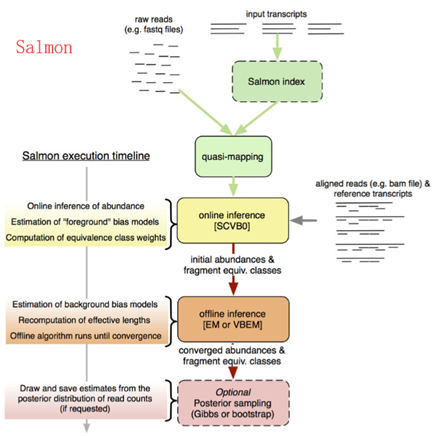 Salmon
raw reads
(e.g. fastq files)
input transcripts
Salmon index
quasi-mapping
Salmon execution timeline
aligned reads (e.g. bam file) &
reference transcripts
Online inference of abundance
Estimation of "foreground" bias models
Computation of equivalence class weights
online inference
[SCVB0]
initial abundances &
fragment equiv. classes
Estimation of background bias models
Recomputation of effective lengths
Offline algorithm runs until convergence
offline inference
[EM or VBEM]
converged abundances &
fragment equiv. classes
Draw and save estimates from the
posterior distribution of read counts
(if requested)
Optional
Posterior sampling
(Gibbs or bootstrap)